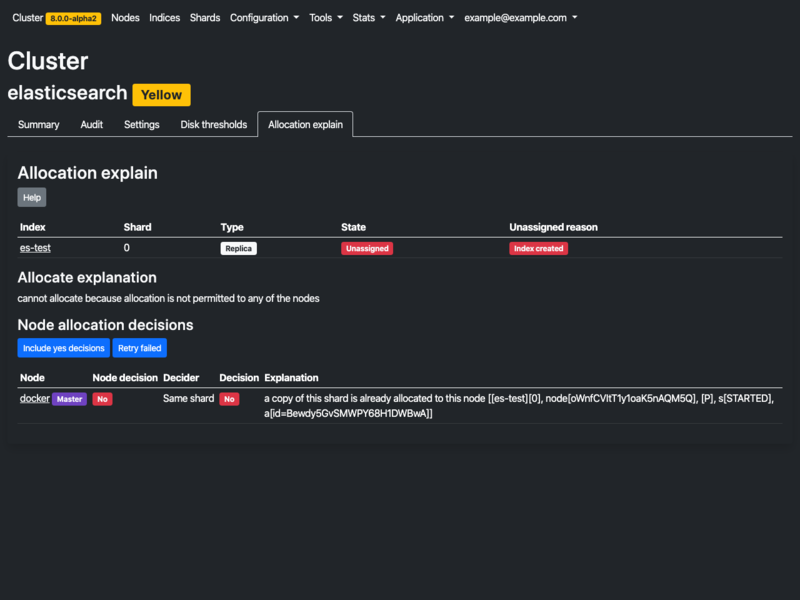 Cluster 8.0.0-alpha2 Nodes Indices Shards Configuration Tools Stats Application example@example.com
Cluster
elasticsearch Yellow
Summary Audit Settings Disk thresholds Allocation explain
Allocation explain
Help
Index Shard Type State Unassigned reason
es-test 0 Replica Unassigned Index created
Allocate explanation
cannot allocate because allocation is not permitted to any of the nodes
Node allocation decisions
Include yes decisions Retry failed
Node Node decision Decider Decision Explanation
docker Master No Same shard No a copy of this shard is already allocated to this node [[es-test][0], node[oWnfCVltT1y1oaK5nAQM5Q], [P], s[STARTED],
a[id=Bewdy5GvSMWPY68H1DWBwA]]